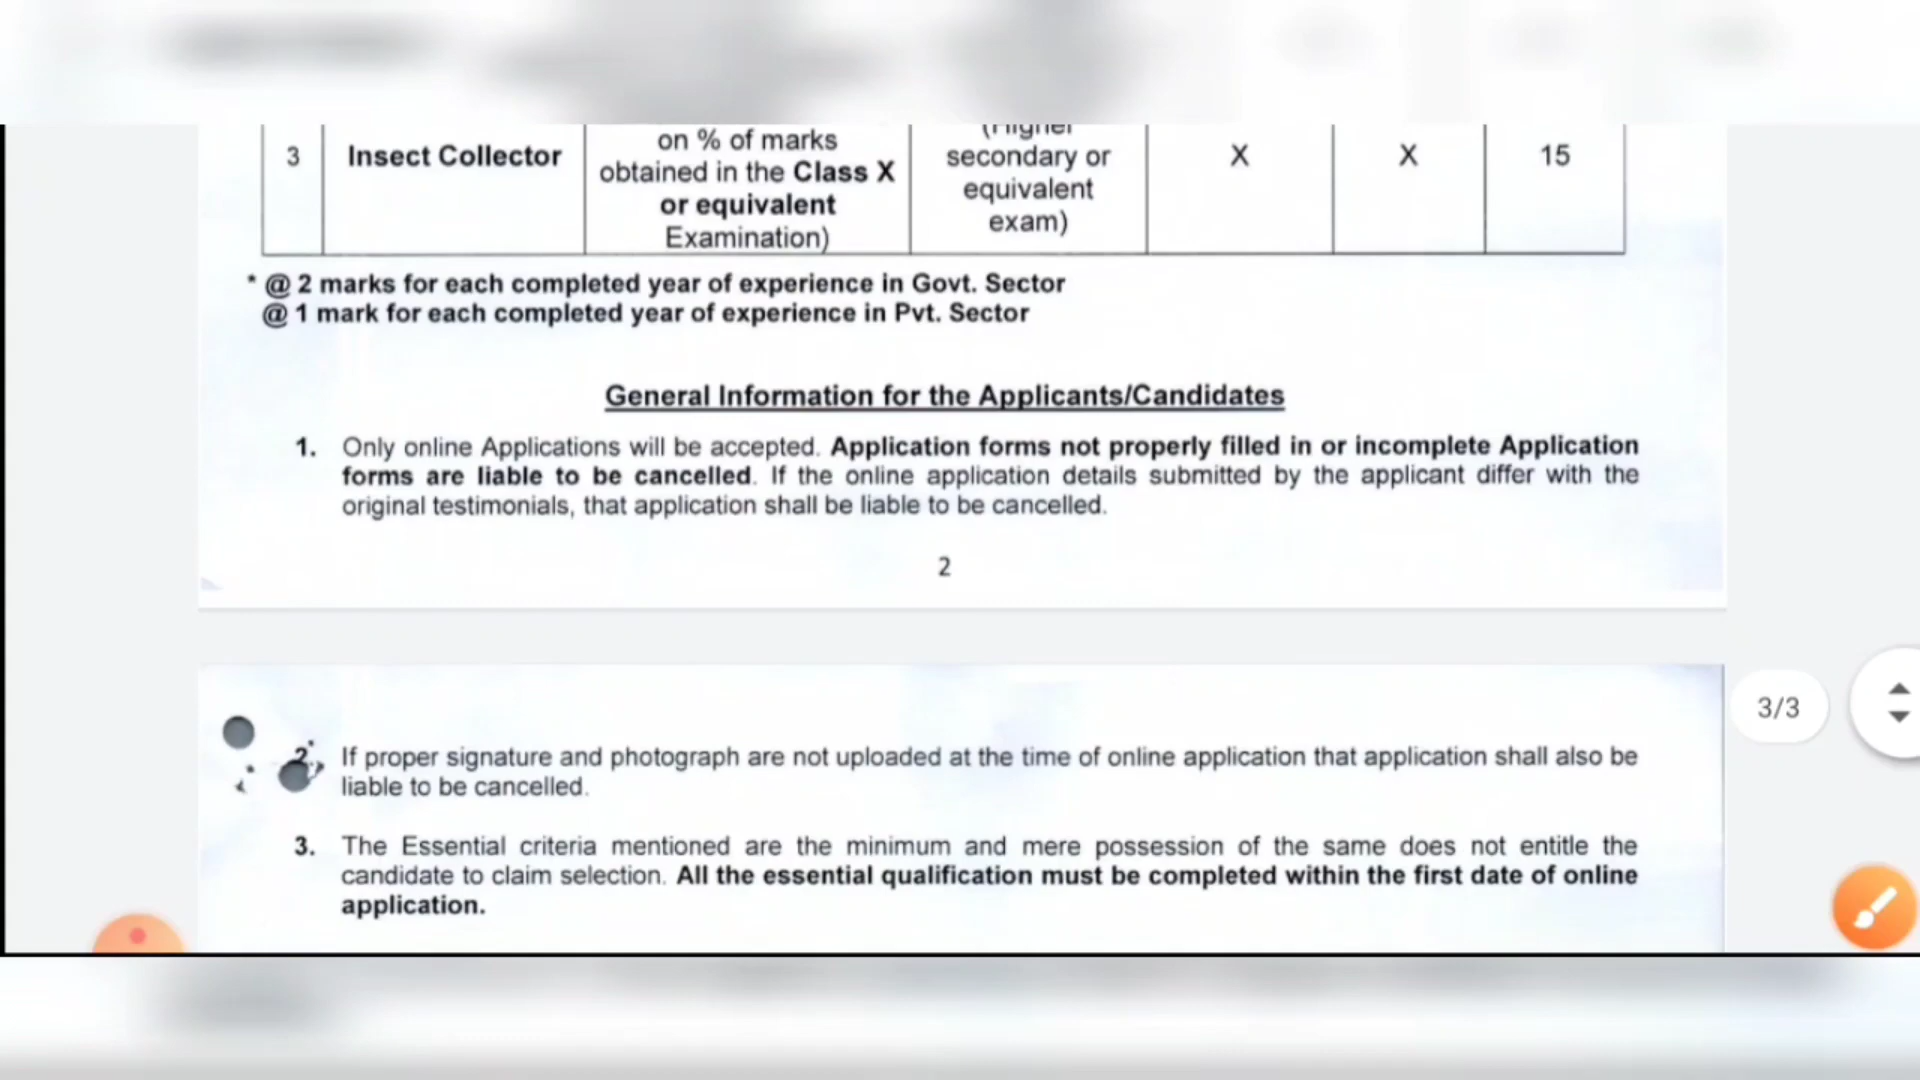 3 Insect Collector on % of marks obtained in the Class X or equivalent Examination) (Higher secondary or equivalent exam) X X 15
* @ 2 marks for each completed year of experience in Govt. Sector
@ 1 mark for each completed year of experience in Pvt. Sector
General Information for the Applicants/Candidates
1. Only online Applications will be accepted. Application forms not properly filled in or incomplete Application
forms are liable to be cancelled. If the online application details submitted by the applicant differ with the
original testimonials, that application shall be liable to be cancelled.
2
3/3
2. If proper signature and photograph are not uploaded at the time of online application that application shall also be
liable to be cancelled.
3. The Essential criteria mentioned are the minimum and mere possession of the same does not entitle the
candidate to claim selection. All the essential qualification must be completed within the first date of online
application.